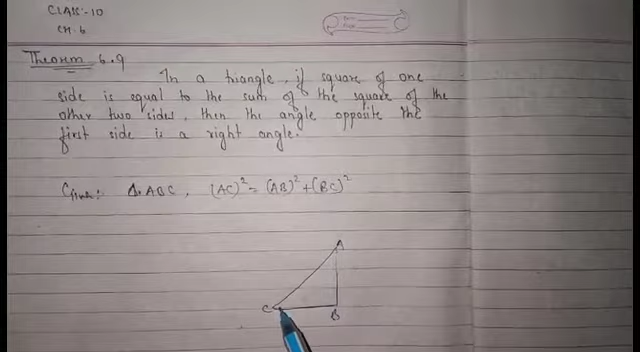 CLASS:-10
CH. 6
Theorem 6.9
In a triangle, if square of one
side is equal to the sum of the square of the
other two sides, then the angle opposite the
first side is a right angle.
Given: Δ ABC, (AC)² = (AB)² + (BC)²
A
C
B